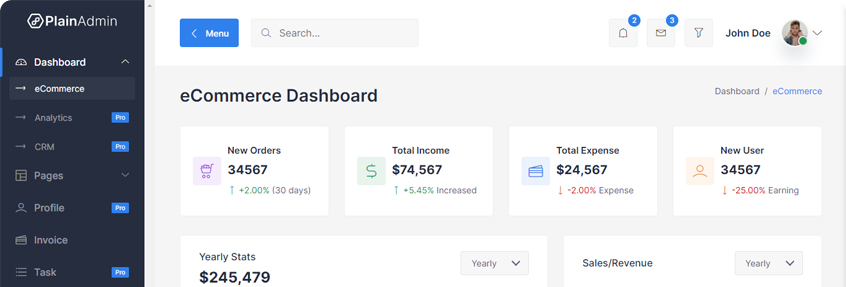 PlainAdmin
Dashboard
eCommerce
Analytics Pro
CRM Pro
Pages
Profile Pro
Invoice
Task Pro
Menu
Search...
2
3
John Doe
eCommerce Dashboard
Dashboard / eCommerce
New Orders
34567
+2.00% (30 days)
Total Income
$74,567
+5.45% Increased
Total Expense
$24,567
-2.00% Expense
New User
34567
-25.00% Earning
Yearly Stats
$245,479
Yearly
Sales/Revenue
Yearly